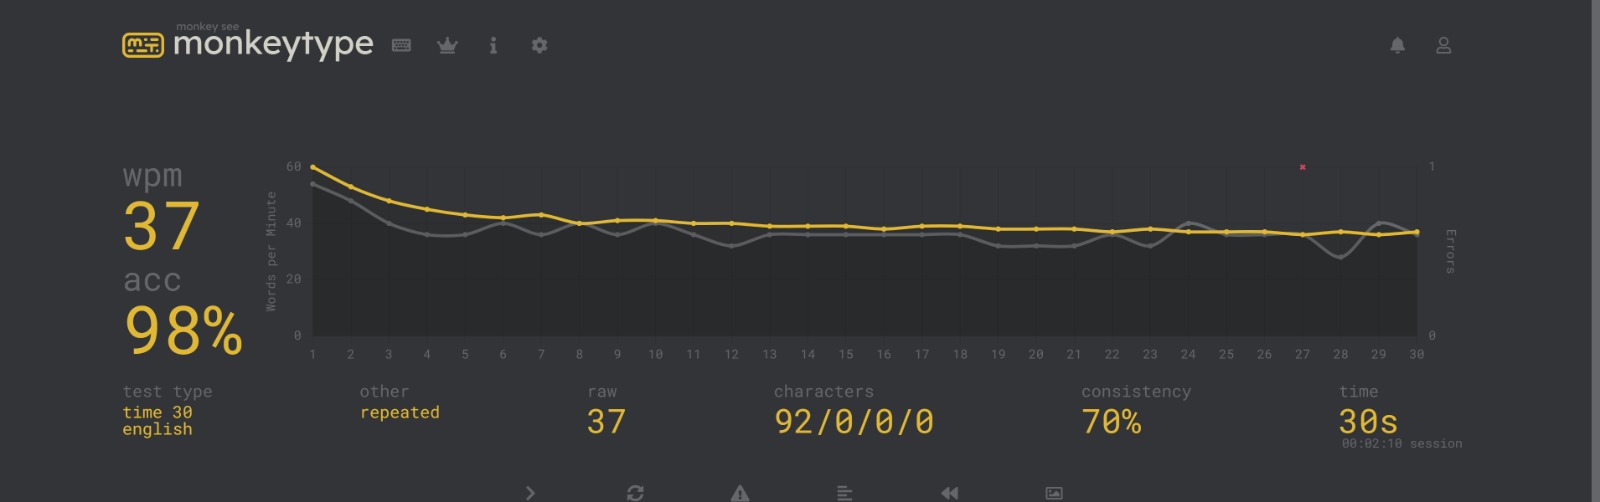 monkey see
monkeytype
wpm
37
acc
98%
Words per Minute
60
40
20
0
1 2 3 4 5 6 7 8 9 10 11 12 13 14 15 16 17 18 19 20 21 22 23 24 25 26 27 28 29 30
1
0
Errors
test type
time 30
english
other
repeated
raw
37
characters
92/0/0/0
consistency
70%
time
30s
00:02:10 session